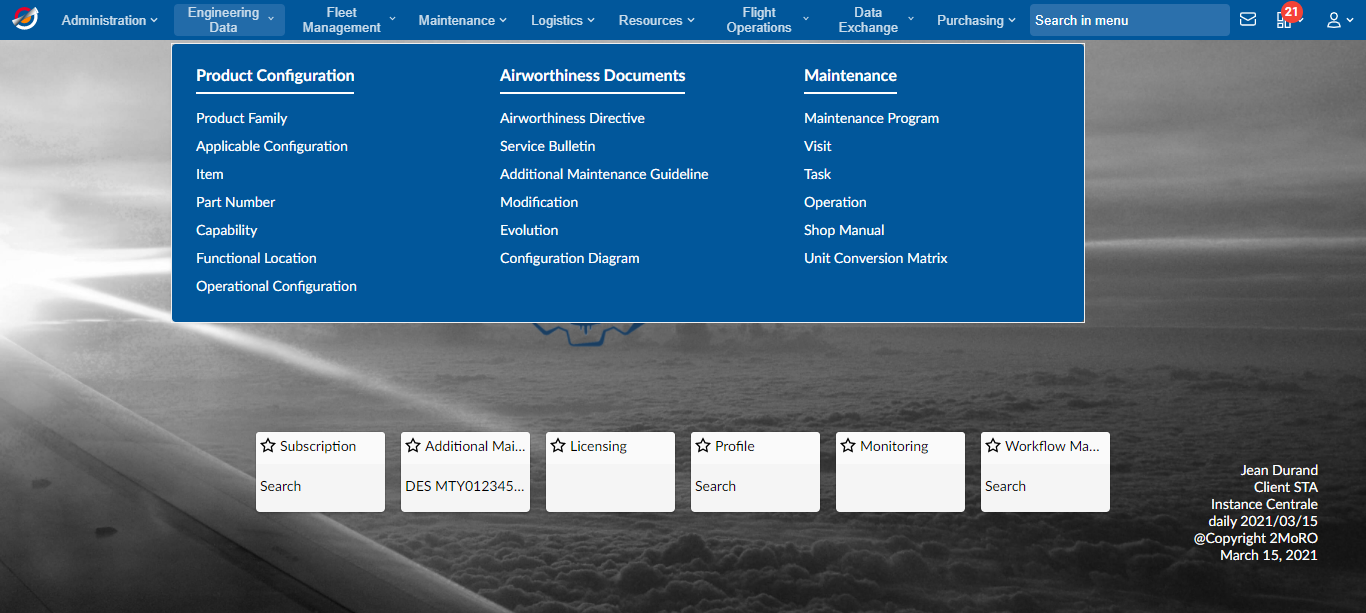 Administration
Engineering
Data
Fleet
Management
Maintenance
Logistics
Resources
Flight
Operations
Data
Exchange
Purchasing
Search in menu
21
Product Configuration
Product Family
Applicable Configuration
Item
Part Number
Capability
Functional Location
Operational Configuration
Airworthiness Documents
Airworthiness Directive
Service Bulletin
Additional Maintenance Guideline
Modification
Evolution
Configuration Diagram
Maintenance
Maintenance Program
Visit
Task
Operation
Shop Manual
Unit Conversion Matrix
Subscription
Search
Additional Mai...
DES MTY012345...
Licensing
Profile
Search
Monitoring
Workflow Ma...
Search
Jean Durand
Client STA
Instance Centrale
daily 2021/03/15
@Copyright 2MoRO
March 15, 2021